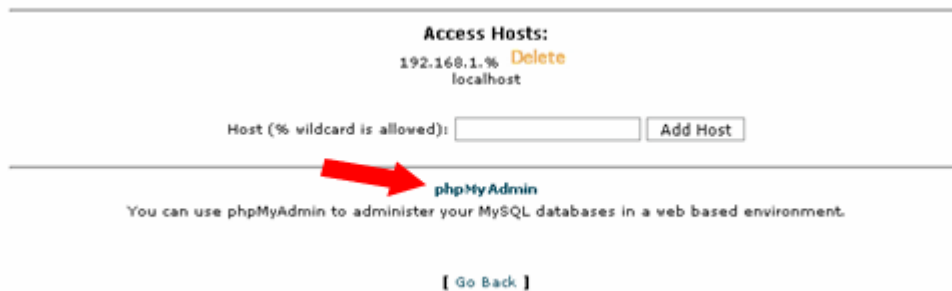 Access Hosts:
192.168.1.% Delete
localhost
Host (% wildcard is allowed): Add Host
phpMyAdmin
You can use phpMyAdmin to administer your MySQL databases in a web based environment.
[ Go Back ]